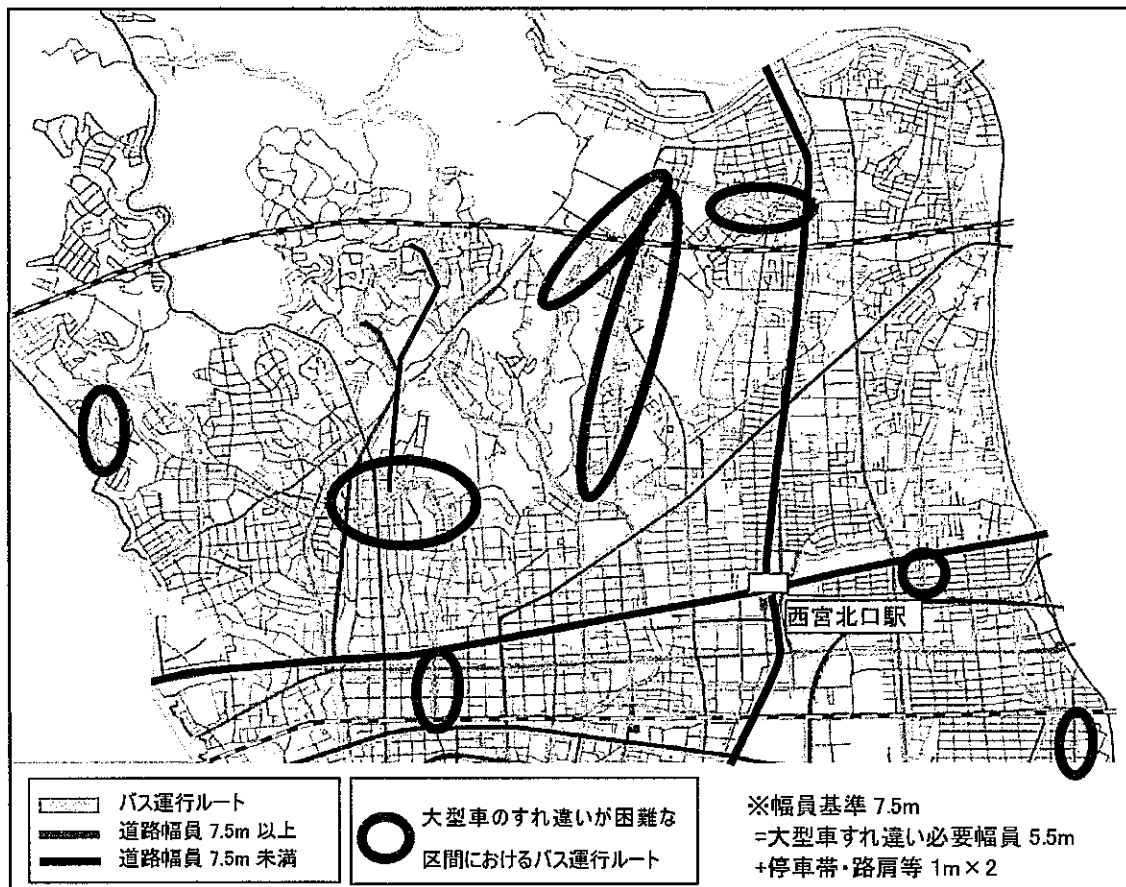 西宮北口駅
バス運行ルート
道路幅員 7.5m 以上
道路幅員 7.5m 未満
大型車のすれ違いが困難な
区間におけるバス運行ルート
※幅員基準 7.5m
=大型車すれ違い必要幅員 5.5m
+停車帯・路肩等 1m×2